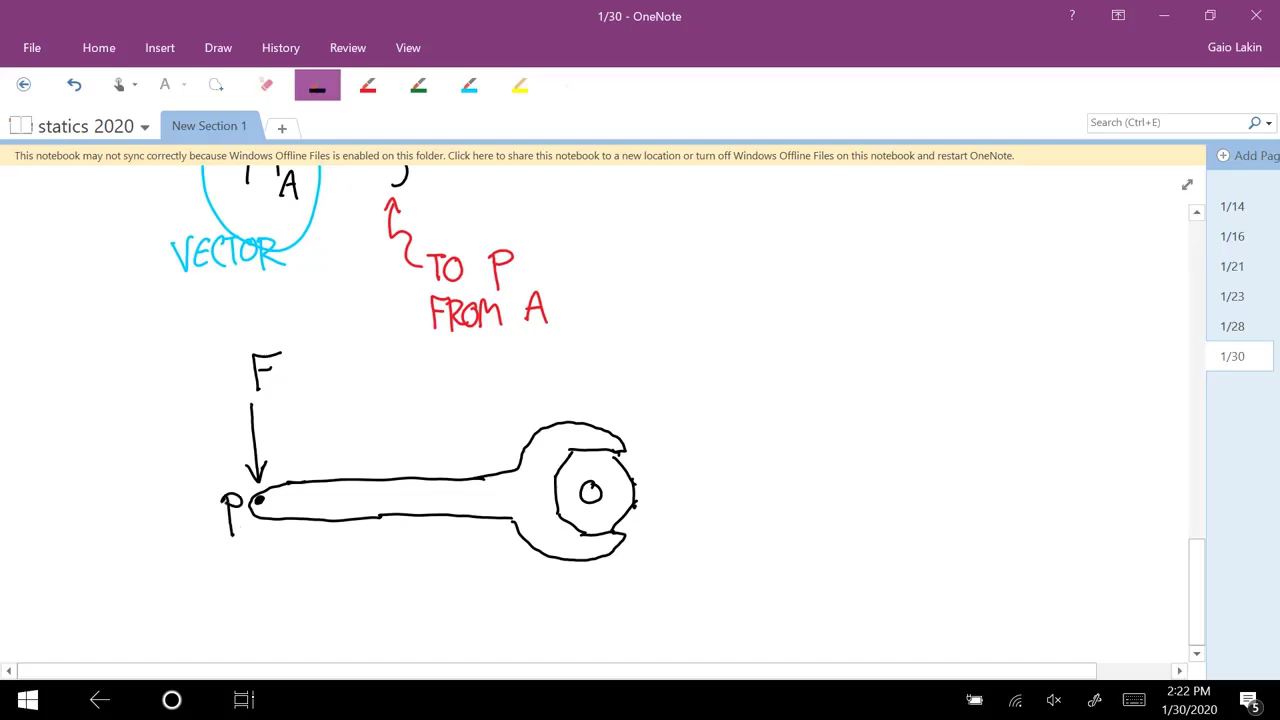 1/30 - OneNote
?
File Home Insert Draw History Review View
Gaio Lakin
A
statics 2020
New Section 1
Search (Ctrl+E)
This notebook may not sync correctly because Windows Offline Files is enabled on this folder. Click here to share this notebook to a new location or turn off Windows Offline Files on this notebook and restart OneNote.
Add Pag
1/14
1/16
1/21
1/23
1/28
1/30
A
VECTOR
TO P
FROM A
F
P
2:22 PM
1/30/2020
5